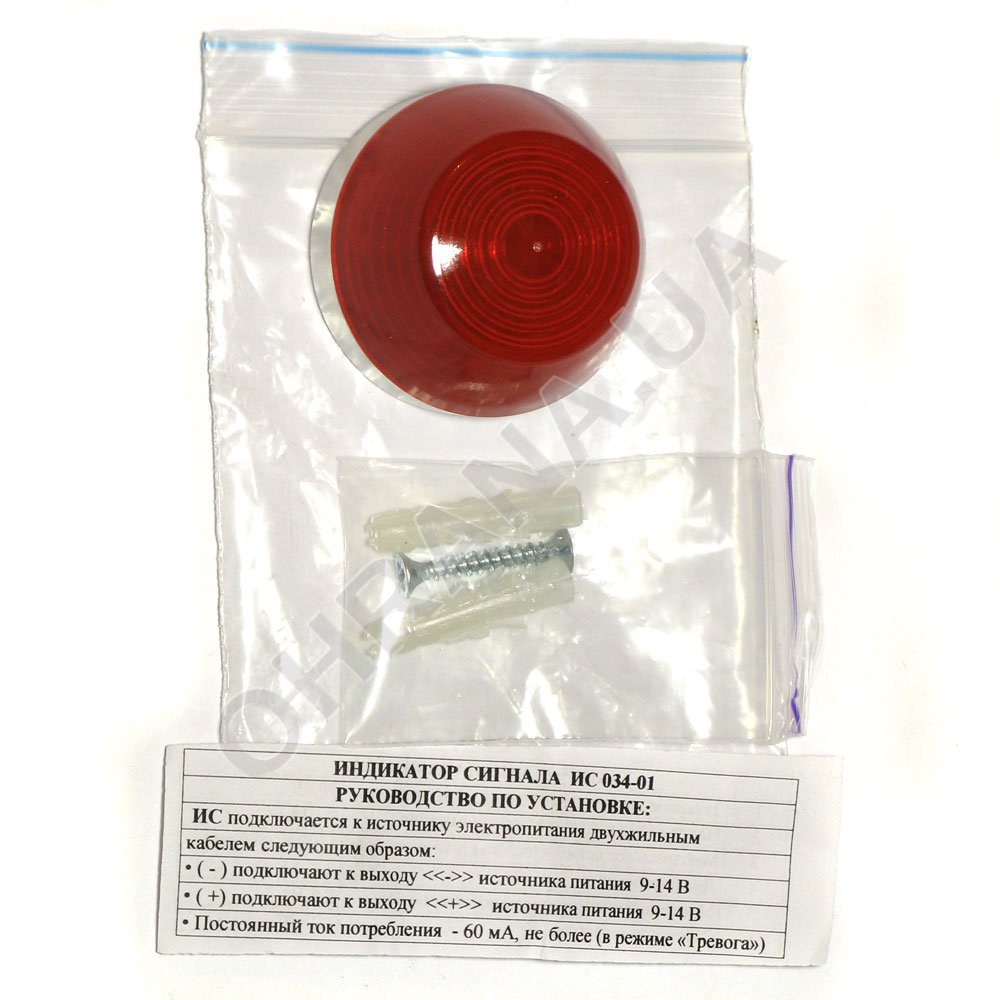 OHRANA.UA
ИНДИКАТОР СИГНАЛА ИС 034-01
РУКОВОДСТВО ПО УСТАНОВКЕ:
ИС подключается к источнику электропитания двухжильным
кабелем следующим образом:
• ( - ) подключают к выходу <<->> источника питания 9-14 В
• ( + ) подключают к выходу <<+>> источника питания 9-14 В
• Постоянный ток потребления - 60 мА, не более (в режиме «Тревога»)